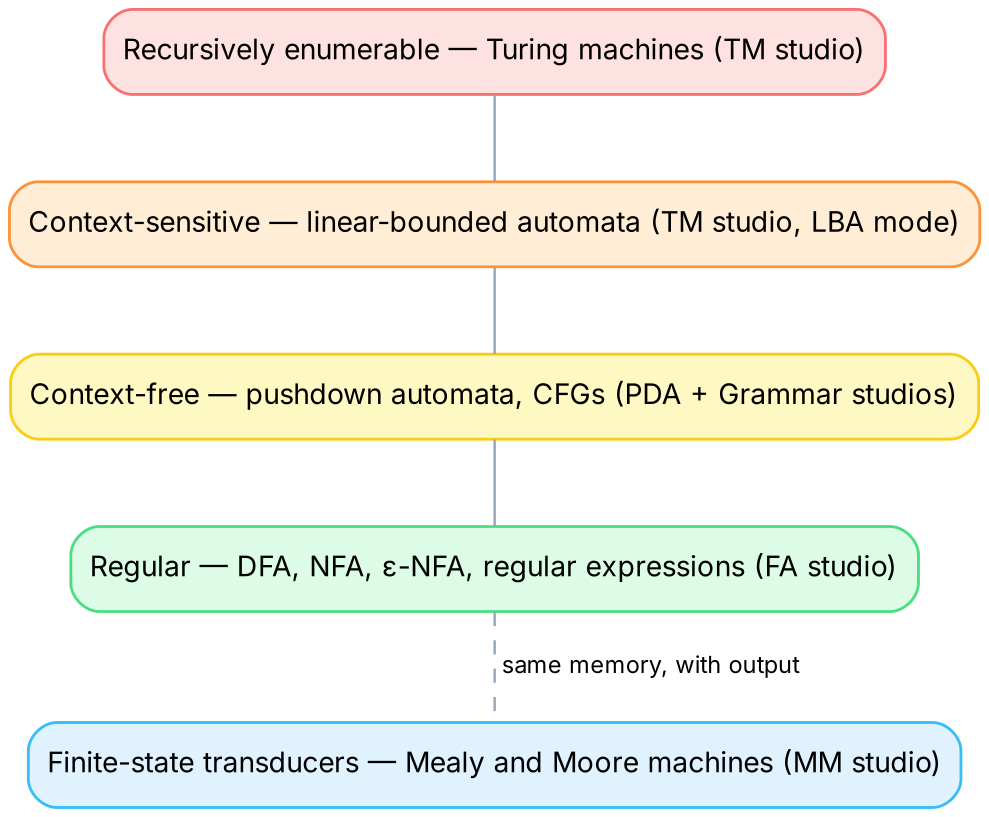 Recursively enumerable — Turing machines (TM studio)
Context-sensitive — linear-bounded automata (TM studio, LBA mode)
Context-free — pushdown automata, CFGs (PDA + Grammar studios)
Regular — DFA, NFA, ε-NFA, regular expressions (FA studio)
same memory, with output
Finite-state transducers — Mealy and Moore machines (MM studio)